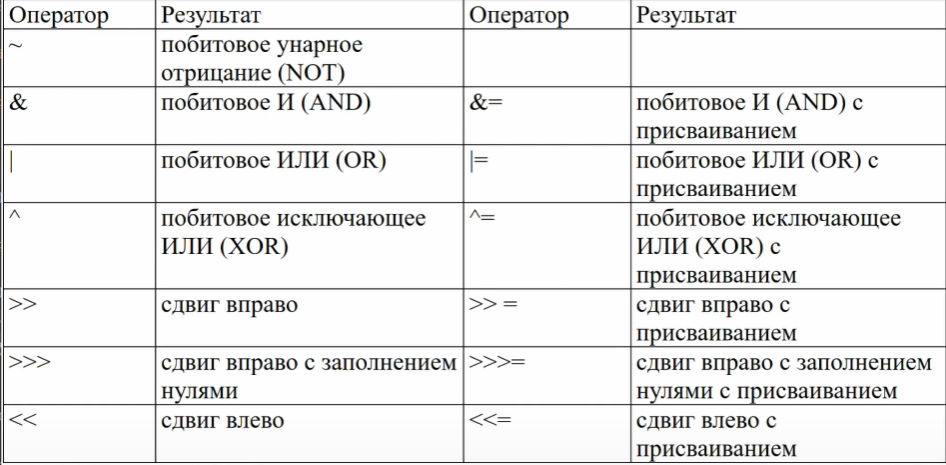 Оператор Результат Оператор Результат
~ побитовое унарное
отрицание (NOT)
& побитовое И (AND) &= побитовое И (AND) с
присваиванием
| побитовое ИЛИ (OR) |= побитовое ИЛИ (OR) с
присваиванием
^ побитовое исключающее ^= побитовое исключающее
ИЛИ (XOR) ИЛИ (XOR) с
присваиванием
>> сдвиг вправо >> = сдвиг вправо с
присваиванием
>>> сдвиг вправо с заполнением >>>= сдвиг вправо с заполнением
нулями нулями с присваиванием
<< сдвиг влево <<= сдвиг влево с
присваиванием